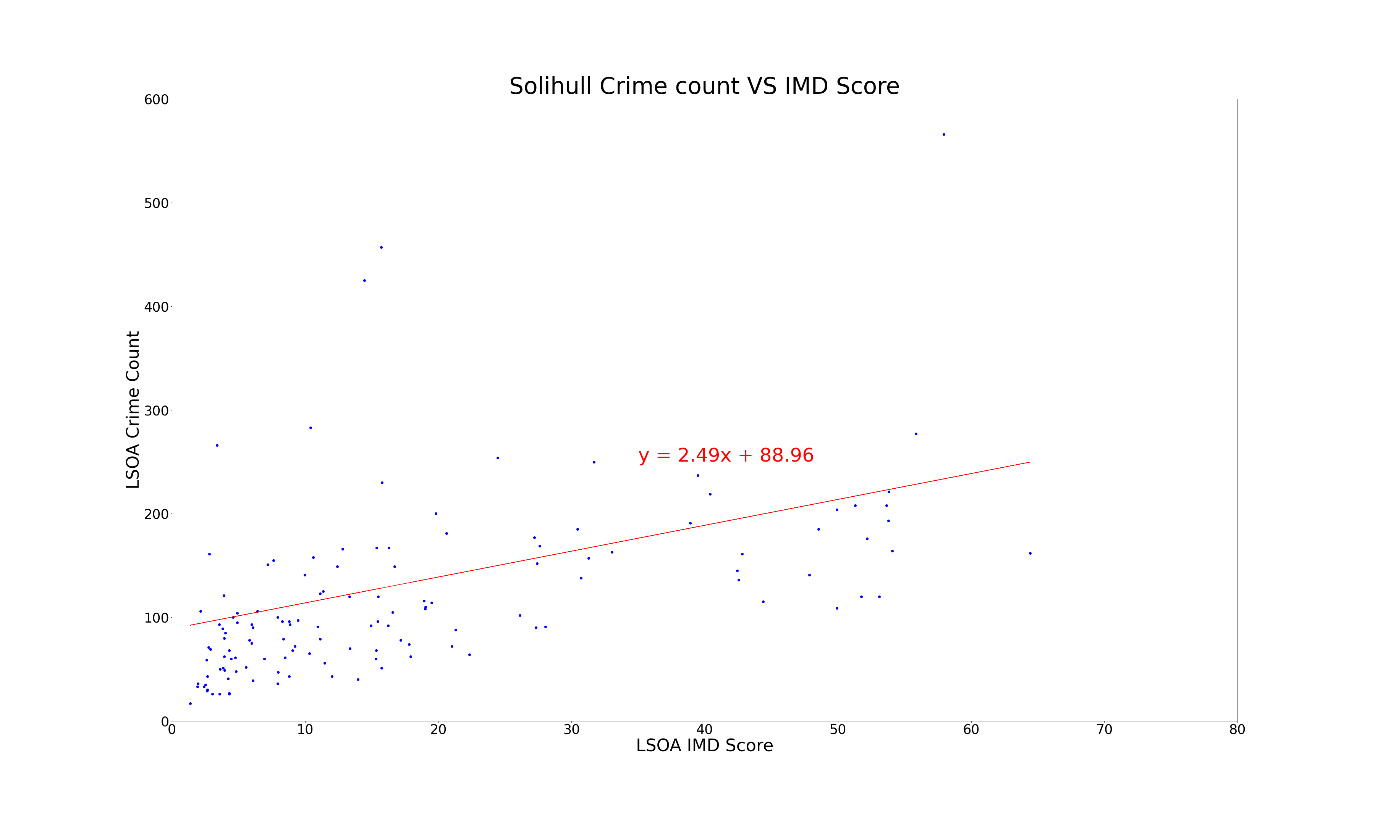 Solihull Crime count VS IMD Score
600
500
400
300
200
100
0
LSOA Crime Count
y = 2.49x + 88.96
0 10 20 30 40 50 60 70 80
LSOA IMD Score